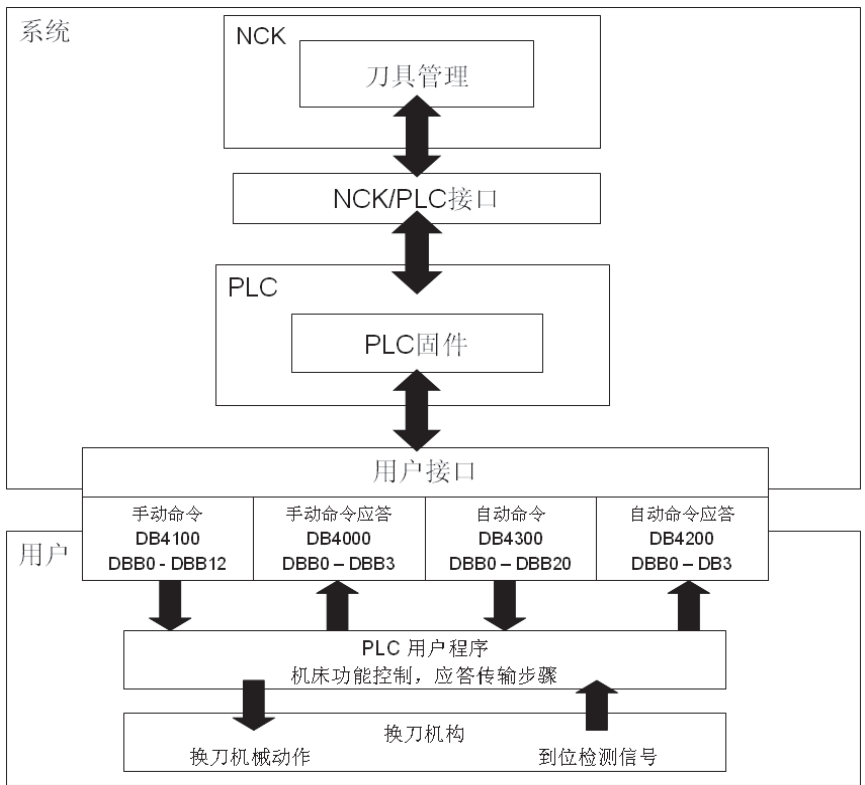 系统
NCK
刀具管理
NCK/PLC接口
PLC
PLC固件
用户接口
手动命令
DB4100
DBB0 - DBB12
手动命令应答
DB4000
DBB0 – DBB3
自动命令
DB4300
DBB0 – DBB20
自动命令应答
DB4200
DBB0 – DB3
用户
PLC 用户程序
机床功能控制，应答传输步骤
换刀机构
换刀机械动作
到位检测信号